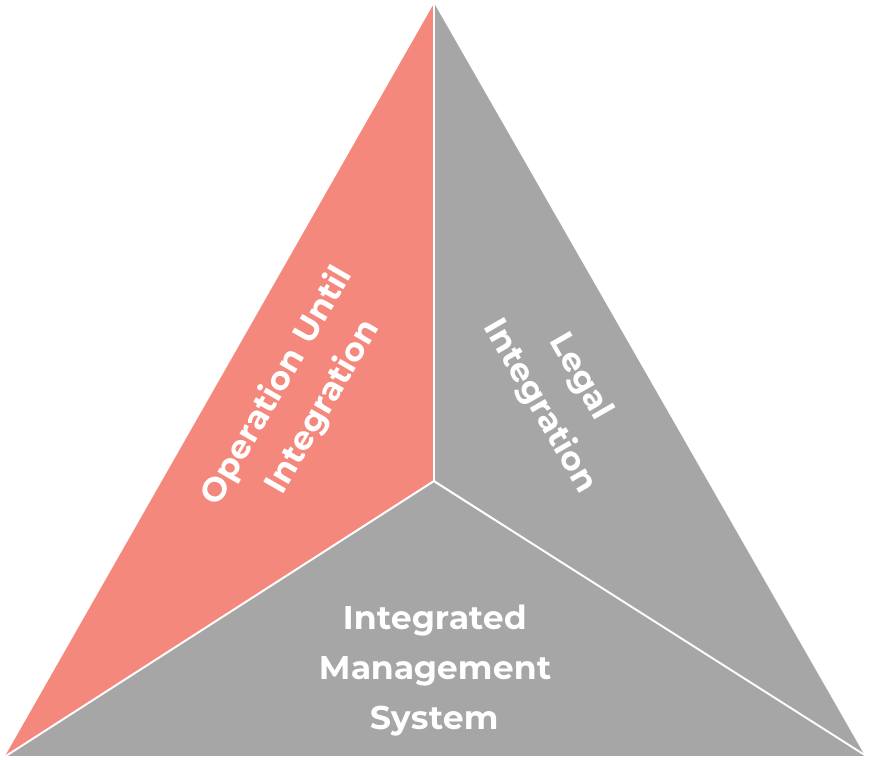 Operation Until
Integration
Legal
Integration
Integrated
Management
System